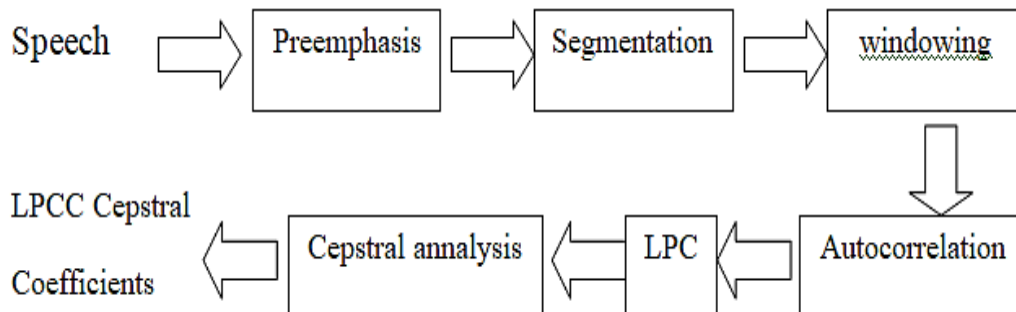 Speech
Preemphasis
Segmentation
windowing
Autocorrelation
LPC
Cepstral annalysis
LPCC Cepstral
Coefficients